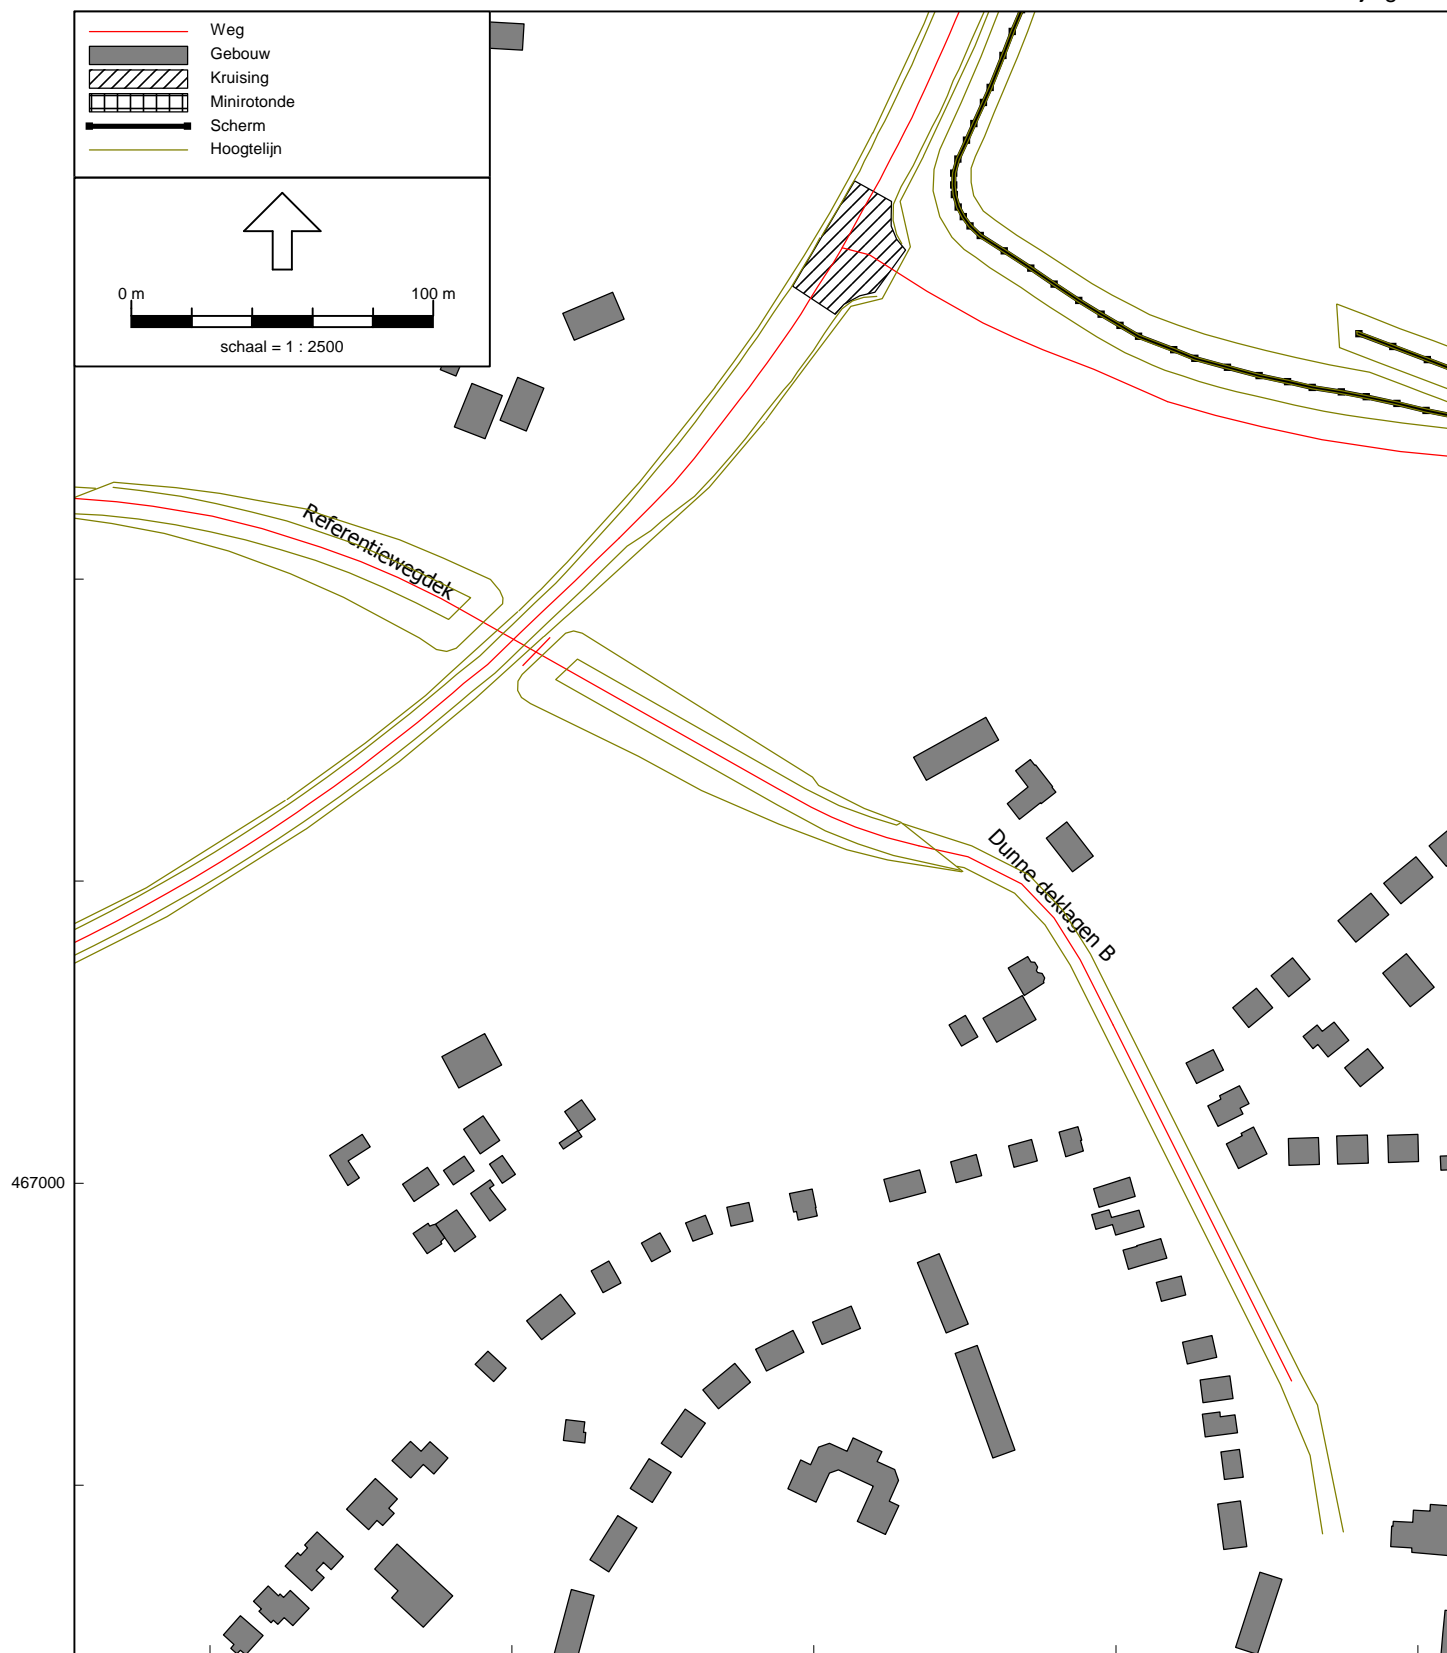 Weg
Gebouw
Kruising
Minirotonde
Scherm
Hoogtelijn
0 m 100 m
schaal = 1 : 2500
Referentiewegdek
Dunne deklagen B
467000